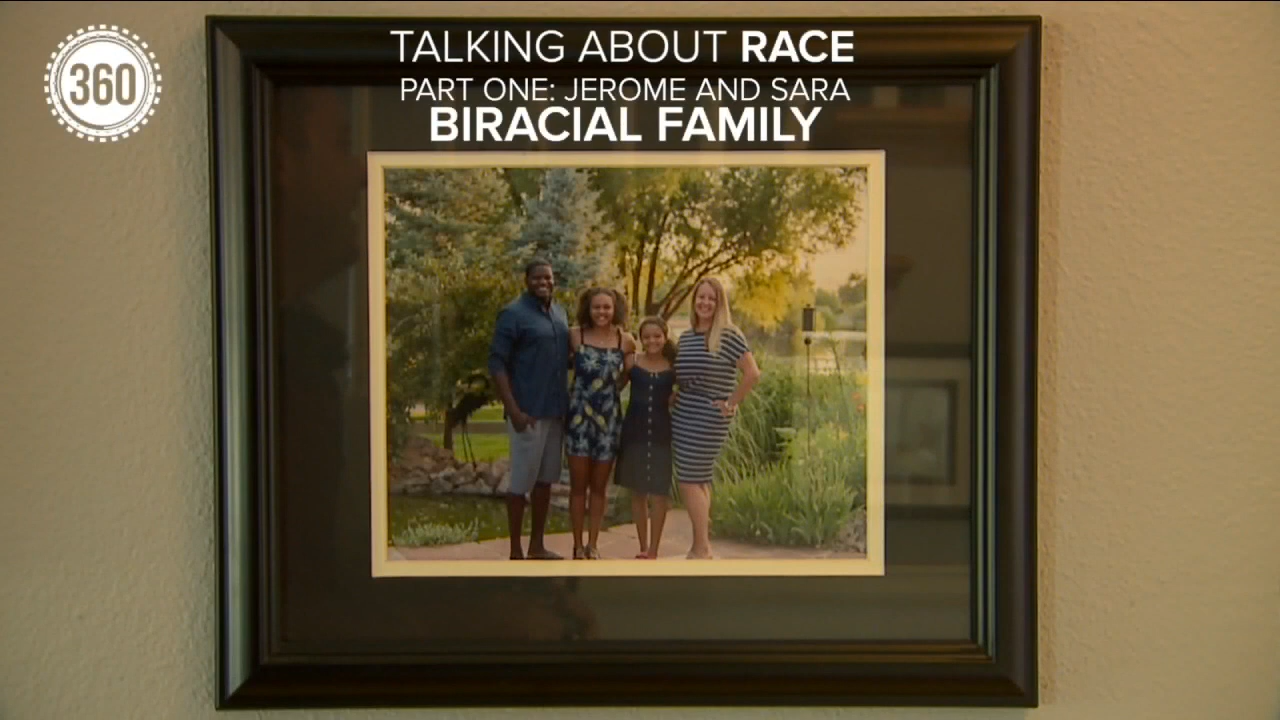 360
TALKING ABOUT RACE
PART ONE: JEROME AND SARA
BIRACIAL FAMILY